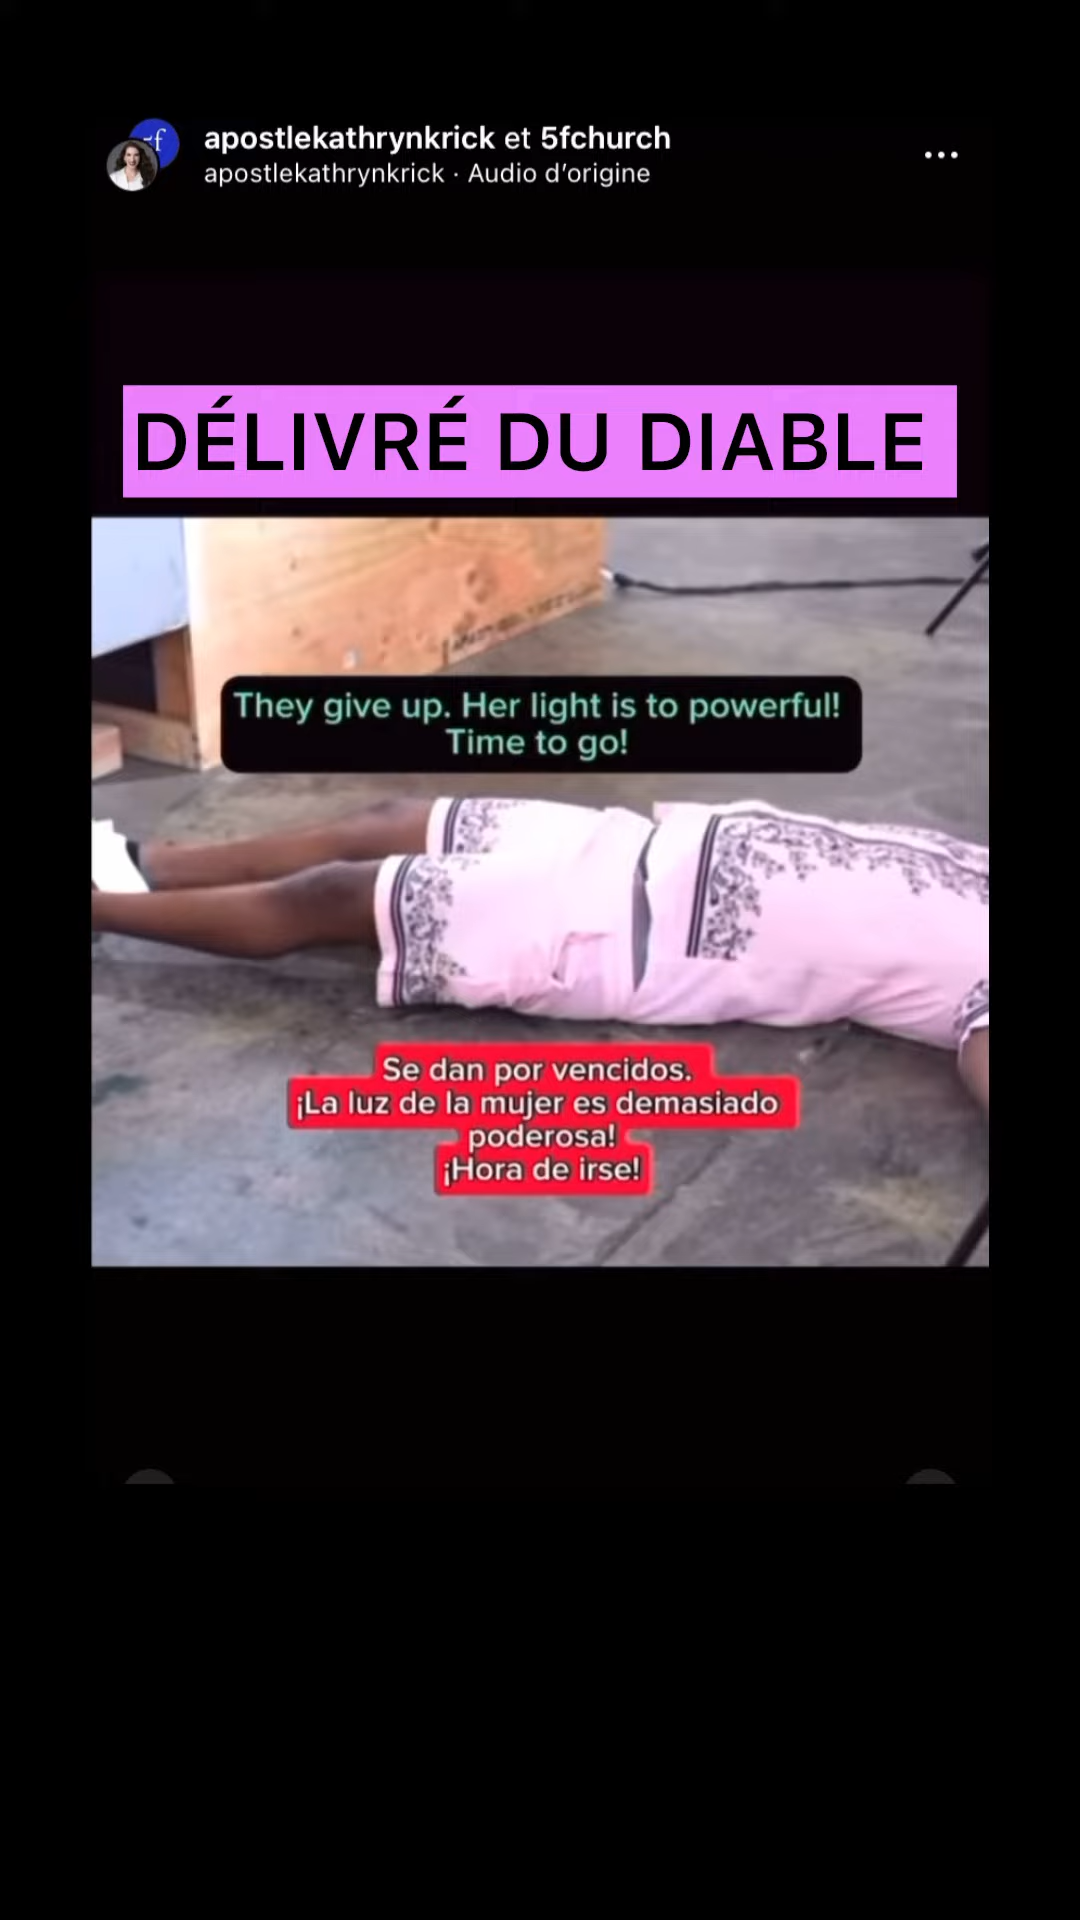 apostlekathrynkrick et 5fchurch
apostlekathrynkrick · Audio d’origine
DÉLIVRÉ DU DIABLE
They give up. Her light is to powerful!
Time to go!
Se dan por vencidos.
¡La luz de la mujer es demasiado
poderosa!
¡Hora de irse!